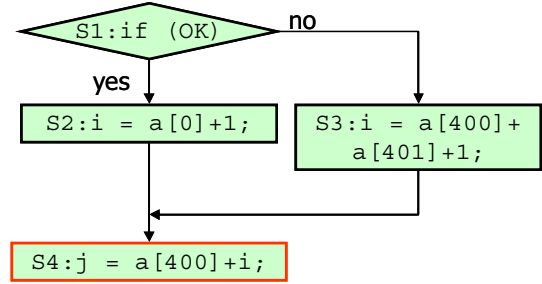 S1:if (OK)
no
yes
S2:i = a[0]+1;
S3:i = a[400]+
a[401]+1;
S4:j = a[400]+i;